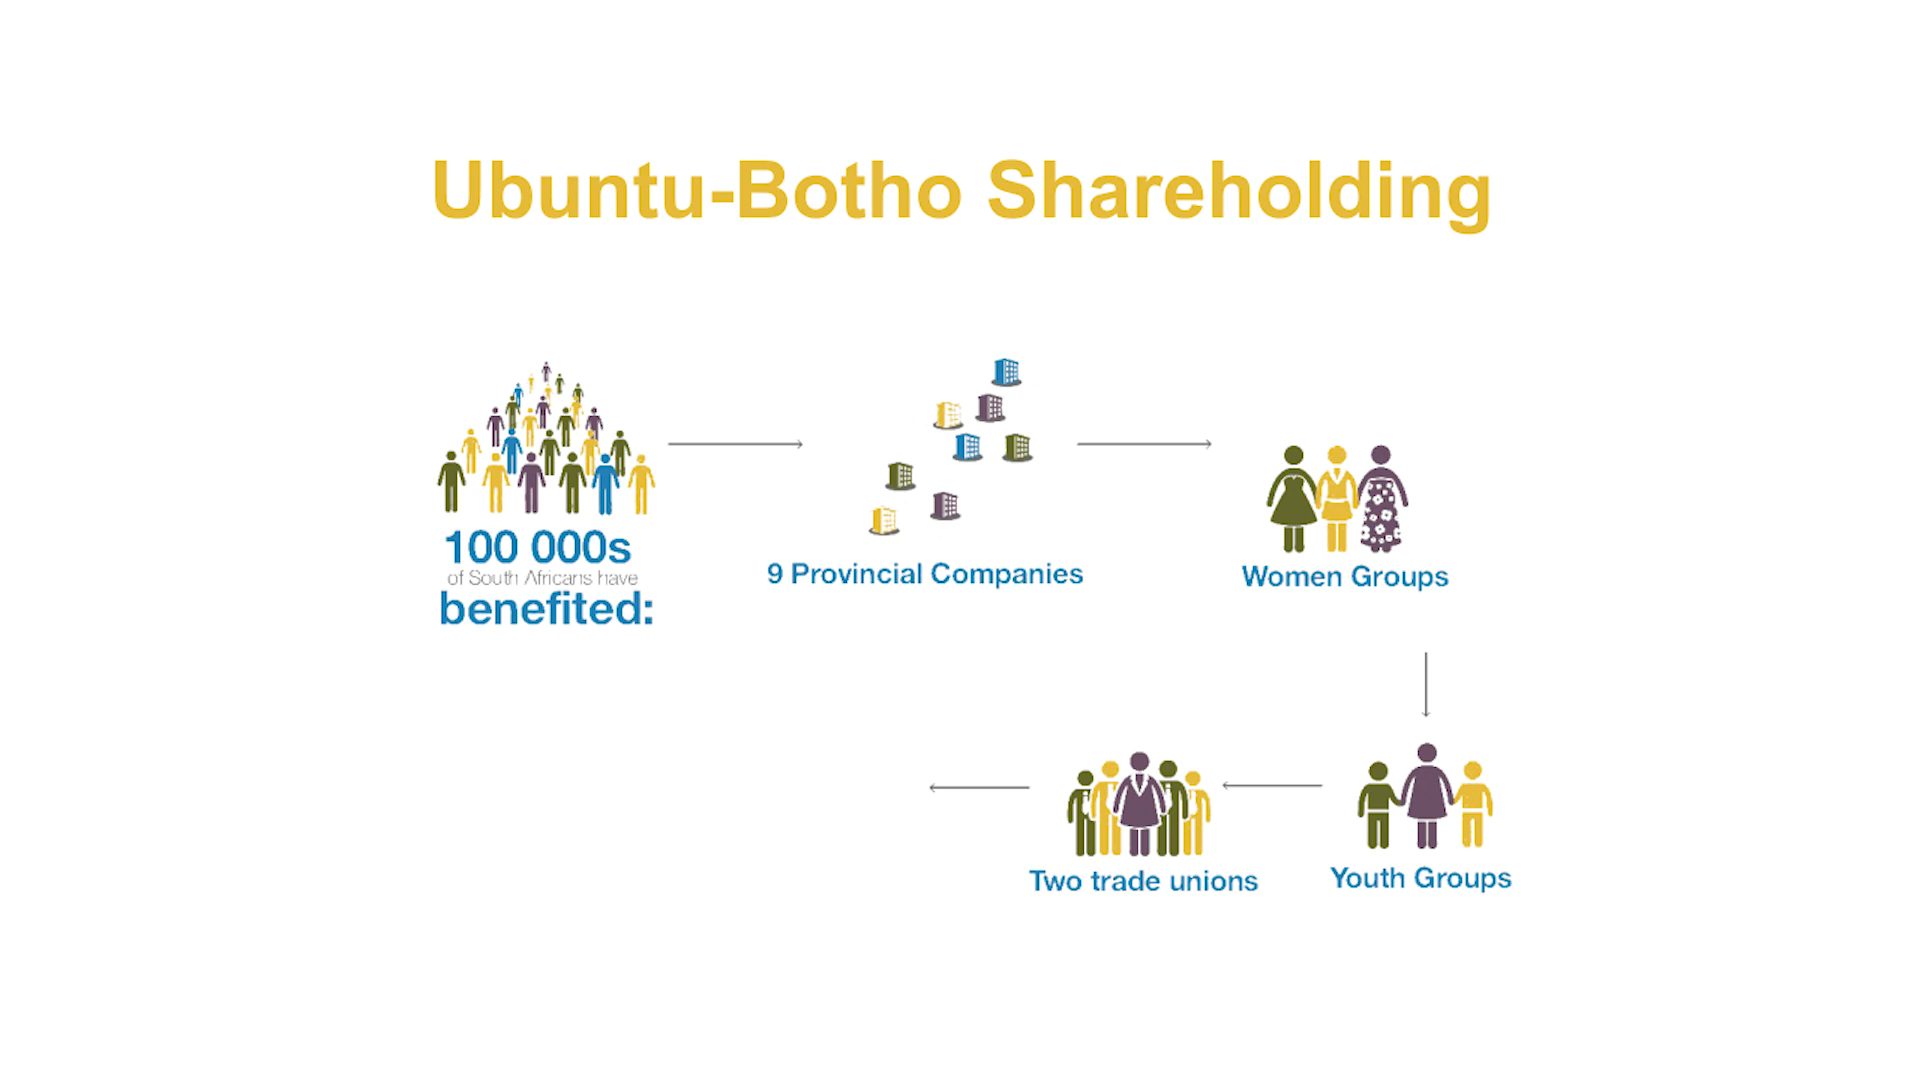 Ubuntu-Botho Shareholding
100 000s
of South Africans have
benefited:
9 Provincial Companies
Women Groups
Youth Groups
Two trade unions